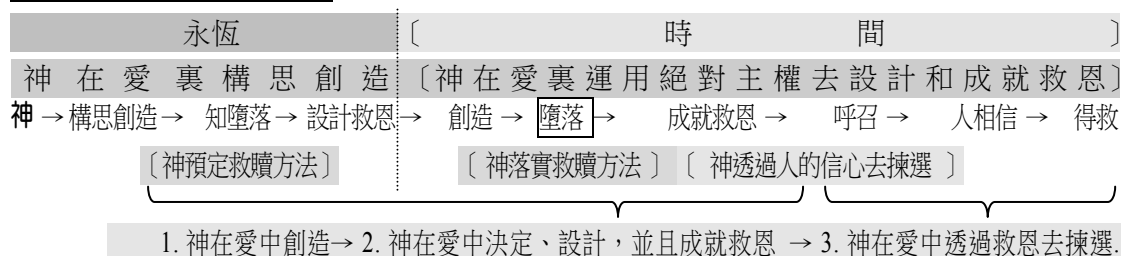 永恆 〔 時 間 〕
神在愛裏構思創造 〔神在愛裏運用絕對主權去設計和成就救恩〕
神→構思創造→ 知墮落→設計救恩→ 創造→ 墮落→ 成就救恩→ 呼召→ 人相信→ 得救
〔神預定救贖方法〕 〔 神落實救贖方法 〕〔 神透過人的信心去揀選 〕
1. 神在愛中創造→ 2. 神在愛中決定、設計，並且成就救恩 → 3. 神在愛中透過救恩去揀選.